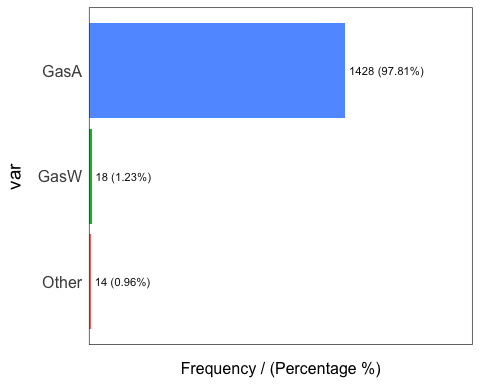 GasA
1428 (97.81%)
var
GasW
18 (1.23%)
Other
14 (0.96%)
Frequency / (Percentage %)